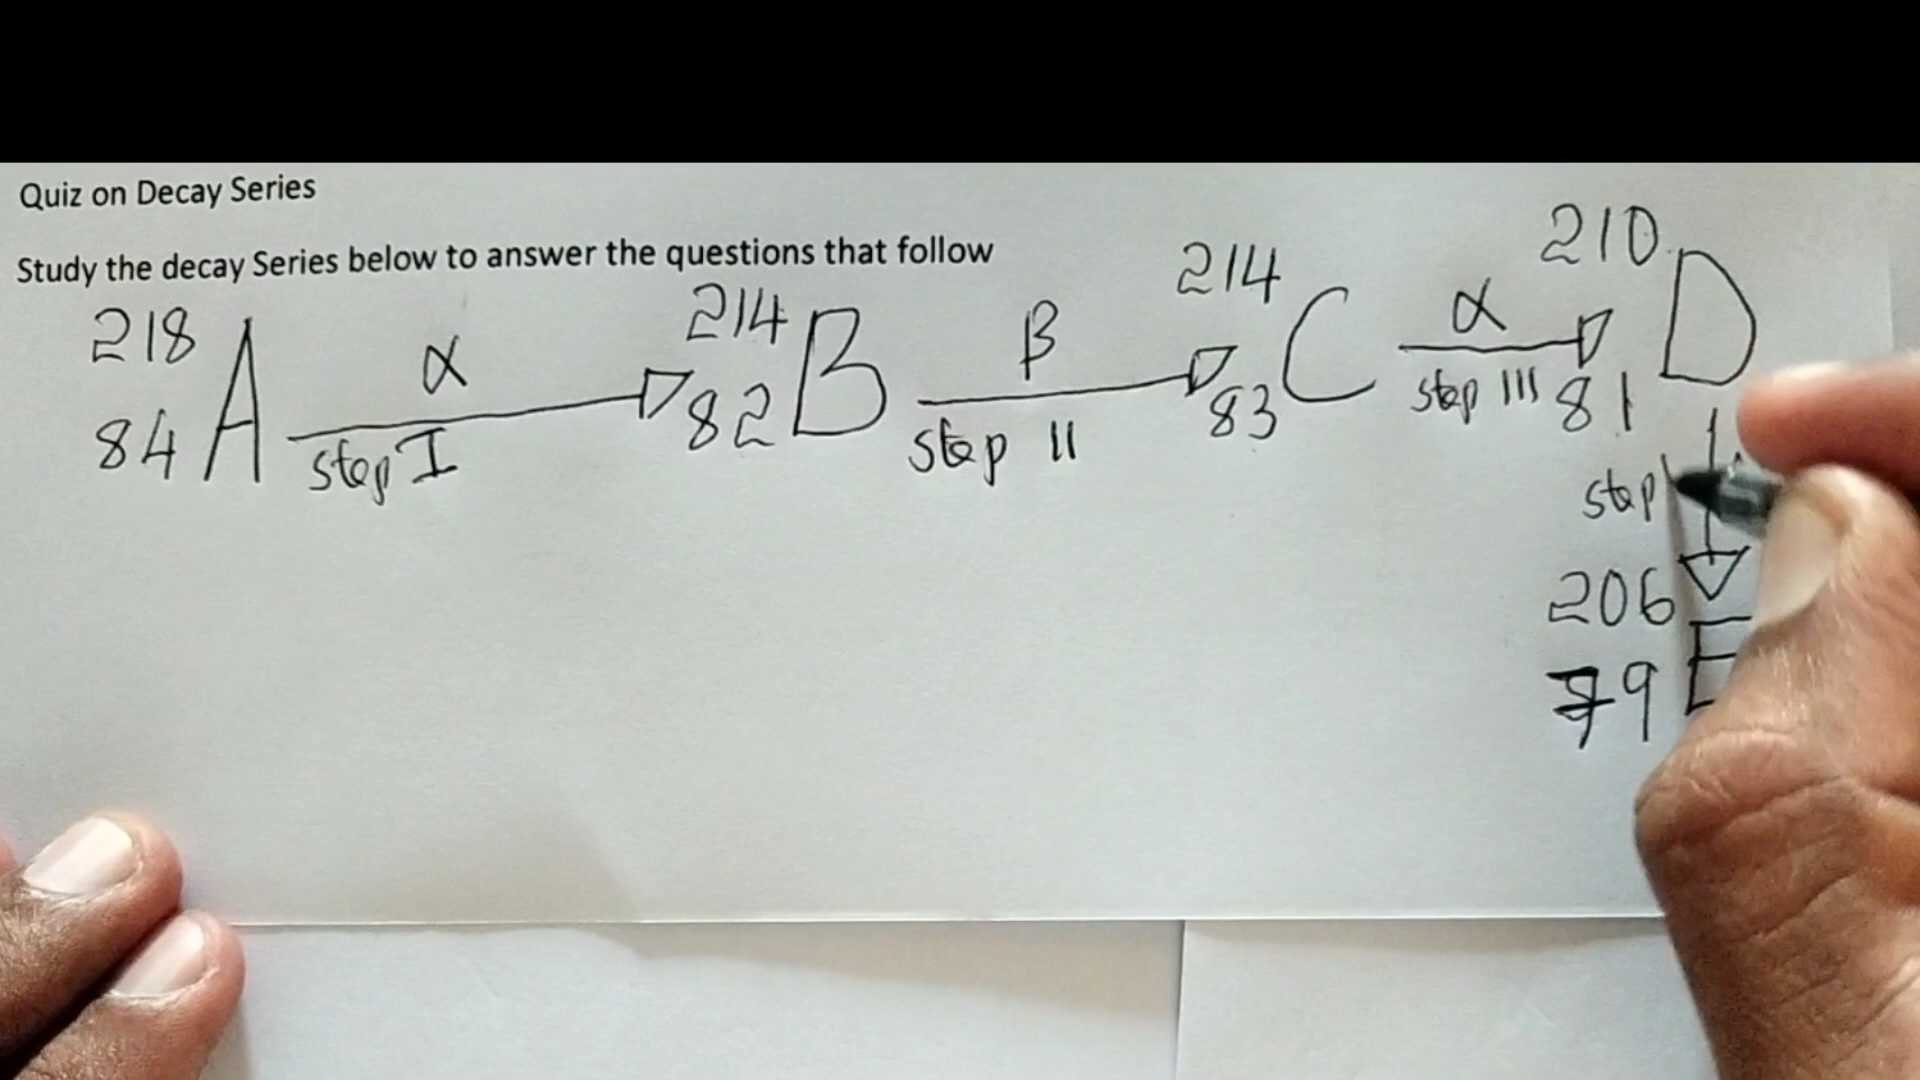 Quiz on Decay Series
Study the decay Series below to answer the questions that follow
218 84 A α step I 214 82 B β step II 214 83 C α step III 210 81 D
step
206 79 E